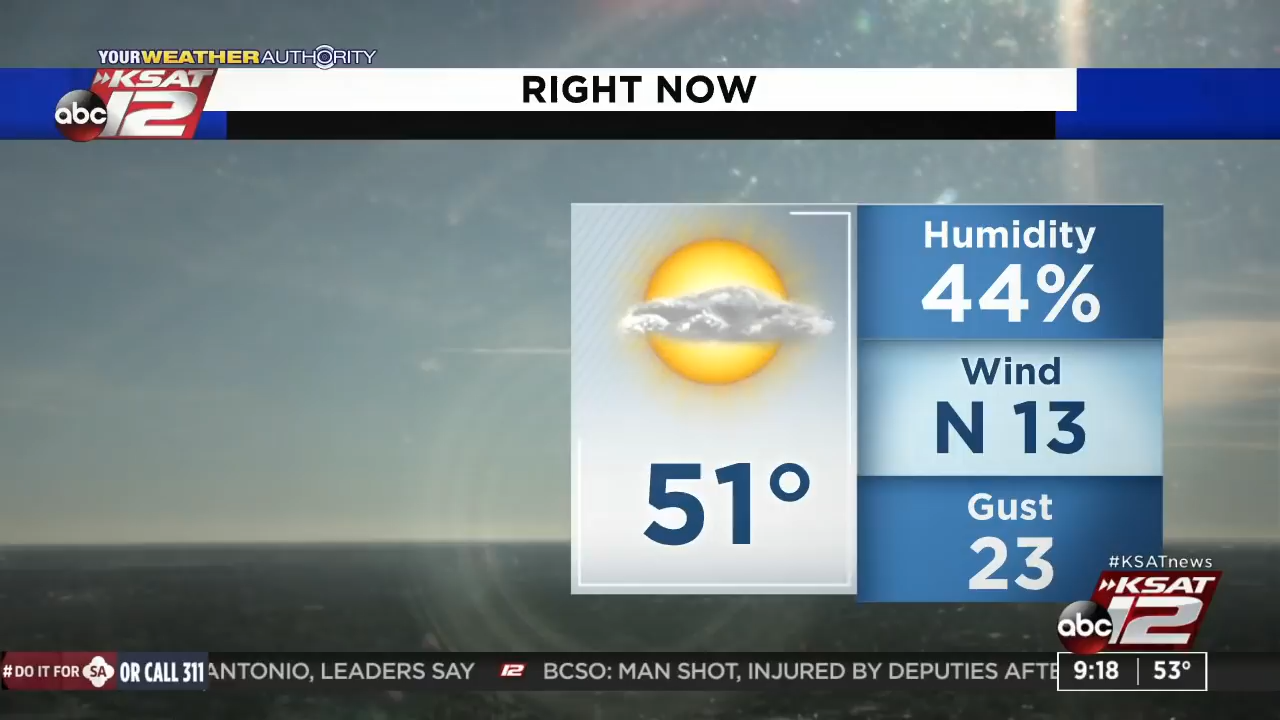 YOURWEATHERAUTHORITY
KSAT
abc 12
RIGHT NOW
Humidity
44%
Wind
N 13
51°
Gust
23
#KSATnews
KSAT
abc 12
#DO IT FOR SA OR CALL 311
ANTONIO, LEADERS SAY 12 BCSO: MAN SHOT, INJURED BY DEPUTIES AFTE
9:18 53°